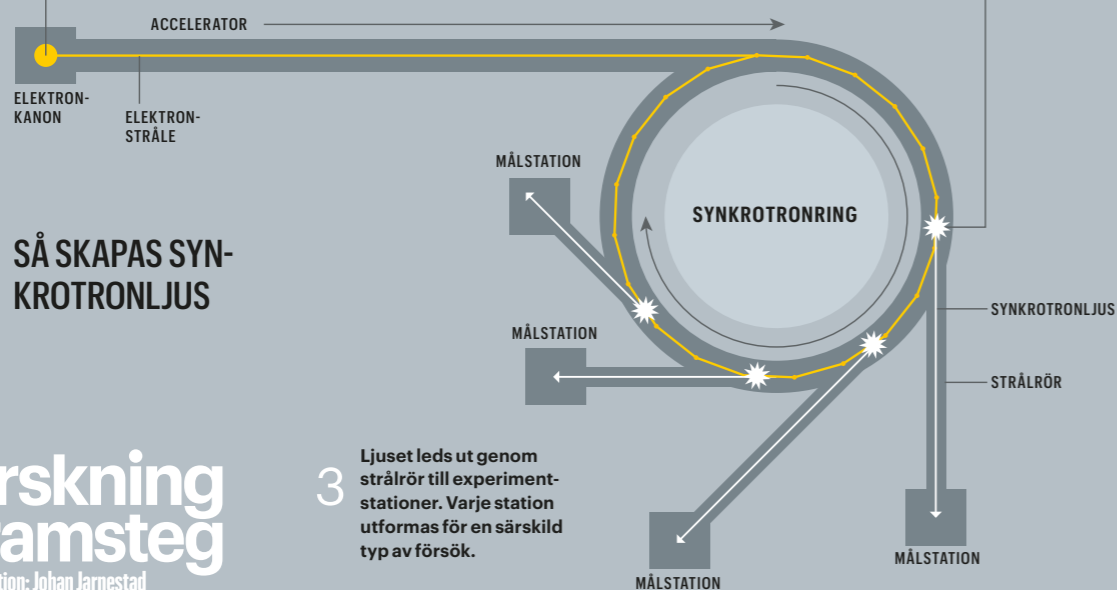 ACCELERATOR
ELEKTRON-
KANON
ELEKTRON-
STRÅLE
MÅLSTATION
SYNKROTRONRING
SÅ SKAPAS SYN-
KROTRONLJUS
SYNKROTRONLJUS
MÅLSTATION
STRÅLRÖR
3
Ljuset leds ut genom
strålrör till experiment-
stationer. Varje station
utformas för en särskild
typ av försök.
rskning
amsteg
tion: Johan Jarnestad
MÅLSTATION
MÅLSTATION